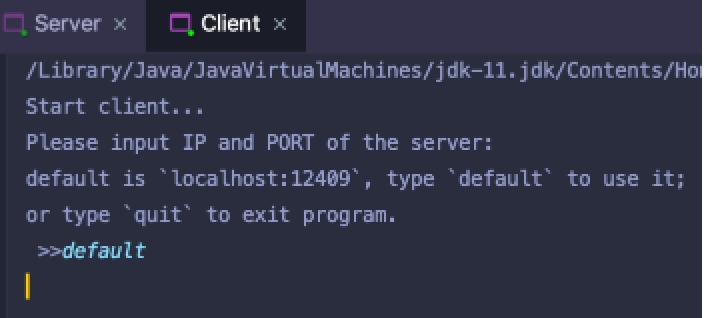 Server × Client ×
/Library/Java/JavaVirtualMachines/jdk-11.jdk/Contents/Ho
Start client...
Please input IP and PORT of the server:
default is `localhost:12409`, type `default` to use it;
or type `quit` to exit program.
>>default